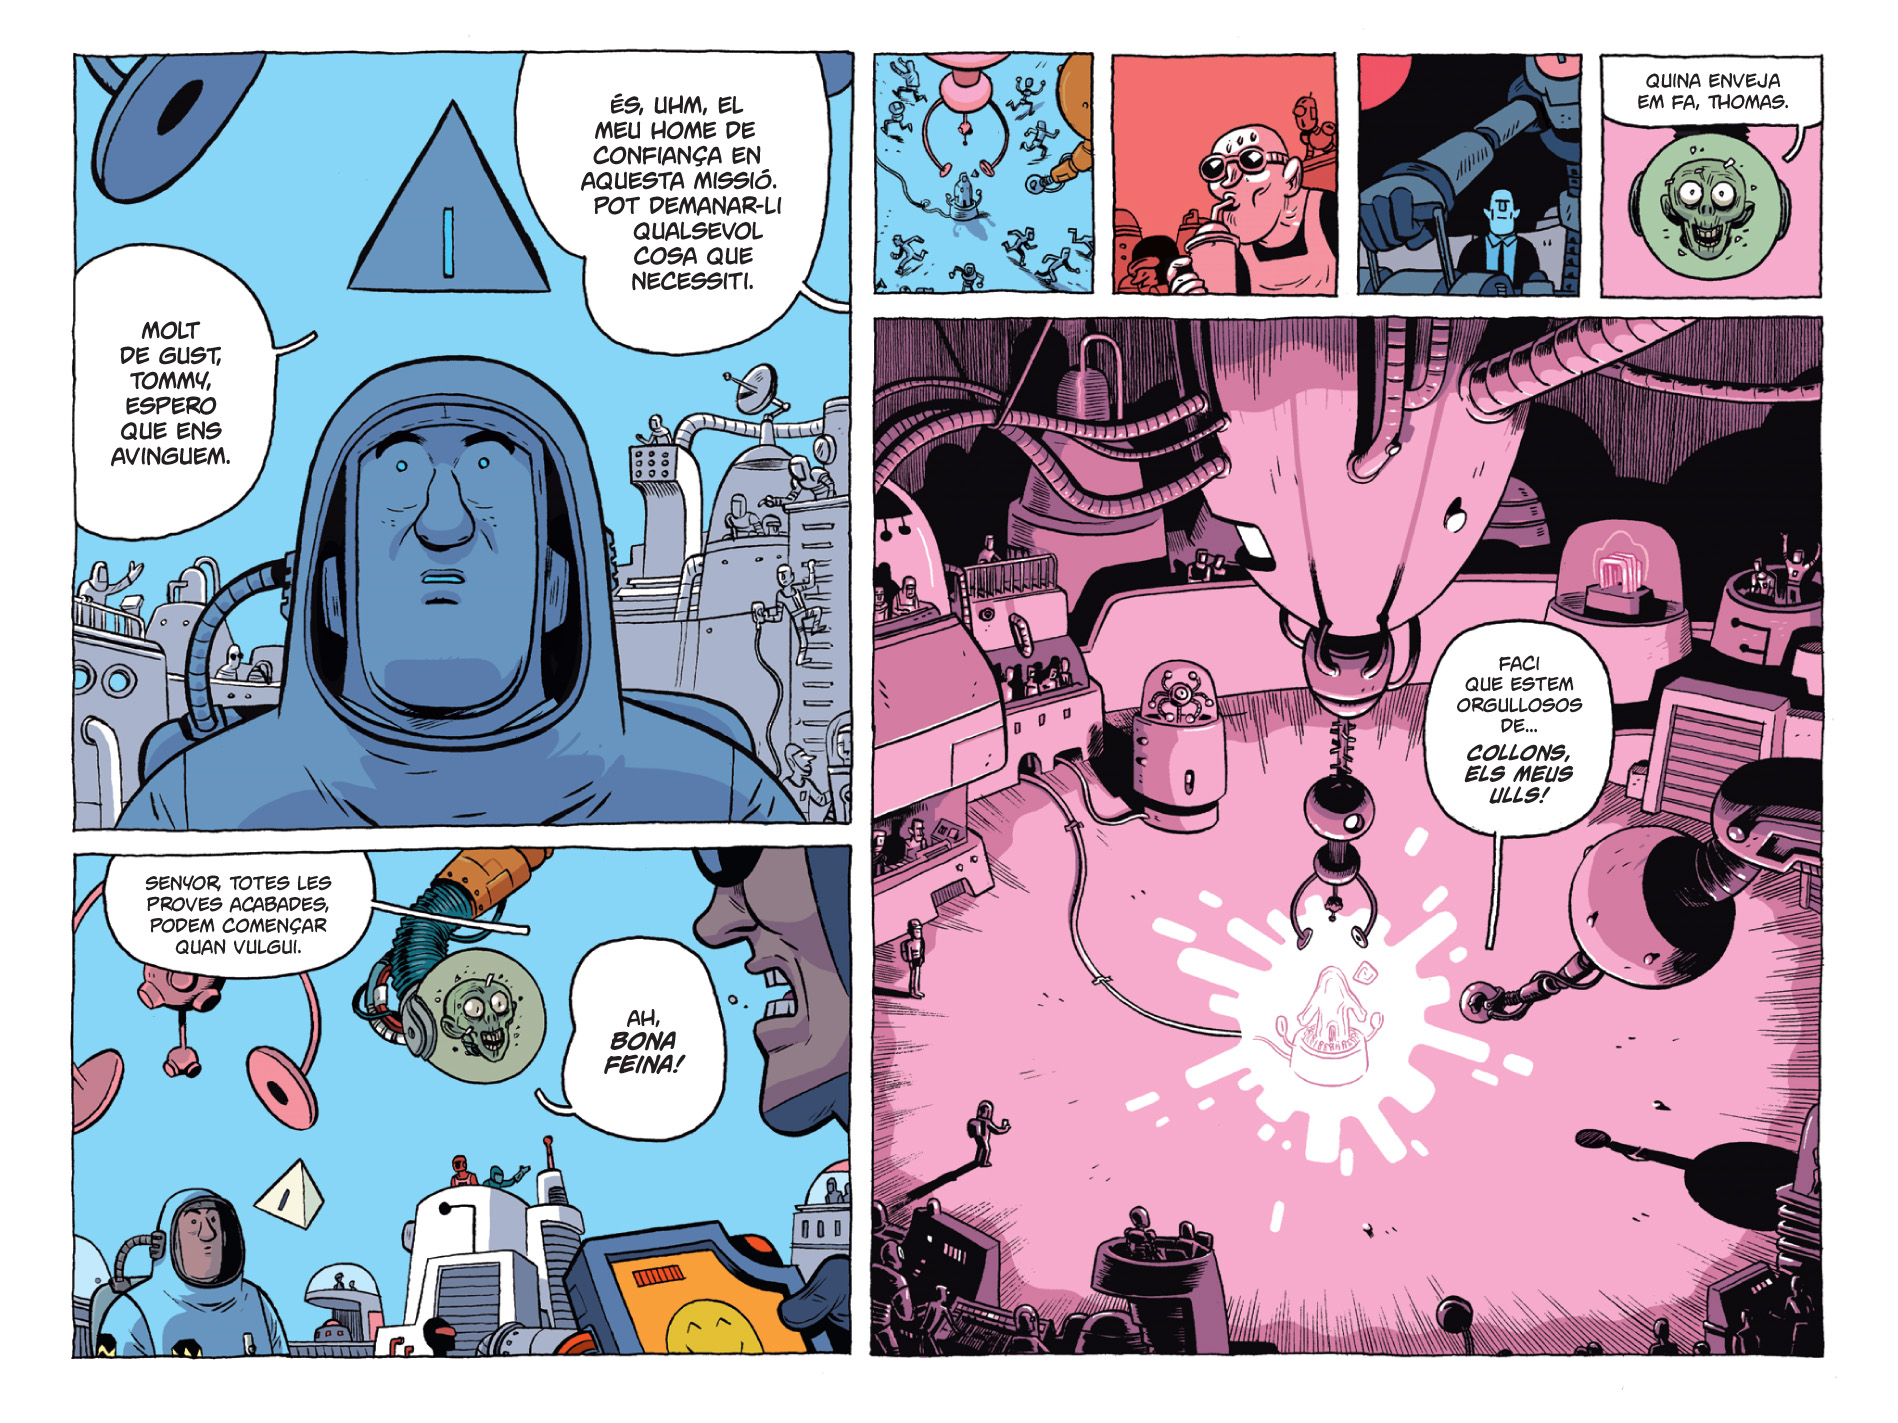 ÉS, UHM, EL
MEU HOME DE
CONFIANÇA EN
AQUESTA MISSIÓ.
POT DEMANAR-LI
QUALSEVOL
COSA QUE
NECESSITI.
MOLT
DE GUST,
TOMMY,
ESPERO
QUE ENS
AVINGUEM.
SENYOR, TOTES LES
PROVES ACABADES,
PODEM COMENÇAR
QUAN VULGUI.
AH,
BONA
FEINA!
QUINA ENVEJA
EM FA, THOMAS.
FACI
QUE ESTEM
ORGULLOSOS
DE...
COLLONS,
ELS MEUS
ULLS!